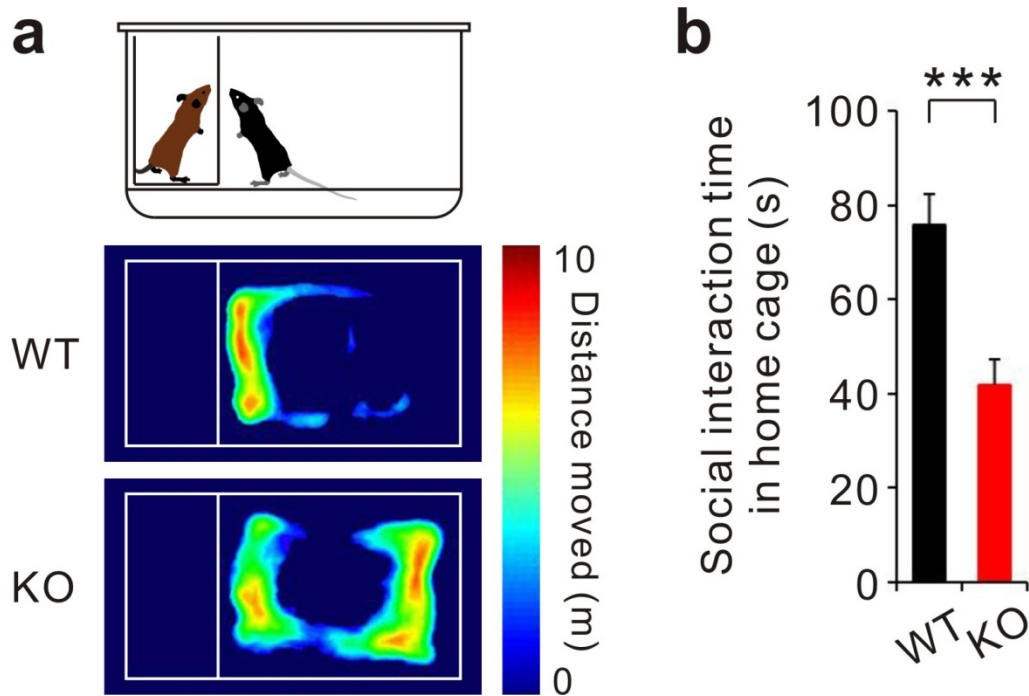 a
WT
KO
10
Distance moved (m)
0
b
***
Social interaction time
in home cage (s)
100
80
60
40
20
0
WT
KO